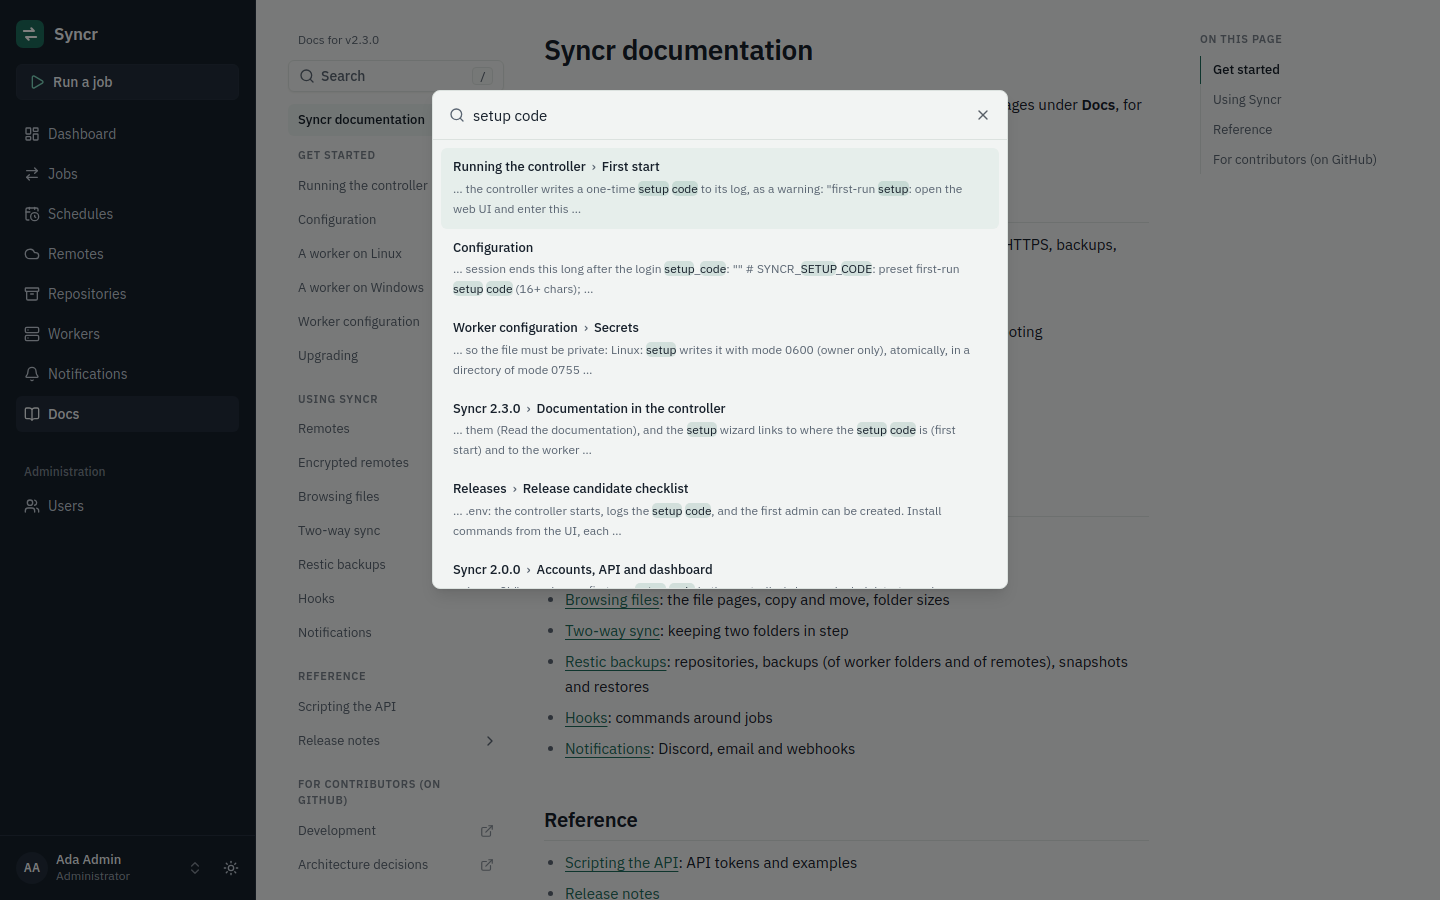 Syncr
Run a job
Dashboard
Jobs
Schedules
Remotes
Repositories
Workers
Notifications
Docs
Administration
Users
AA
Ada Admin
Administrator
Docs for v2.3.0
Search
/
Syncr documentation
GET STARTED
Running the controller
Configuration
A worker on Linux
A worker on Windows
Worker configuration
Upgrading
USING SYNCR
Remotes
Encrypted remotes
Browsing files
Two-way sync
Restic backups
Hooks
Notifications
REFERENCE
Scripting the API
Release notes
FOR CONTRIBUTORS (ON
GITHUB)
Development
Architecture decisions
Syncr documentation
ages under Docs, for
HTTPS, backups,
oting
setup code
Running the controller › First start
... the controller writes a one-time setup code to its log, as a warning: "first-run setup: open the
web UI and enter this ...
Configuration
... session ends this long after the login setup_code: "" # SYNCR_SETUP_CODE: preset first-run
setup code (16+ chars); ...
Worker configuration › Secrets
... so the file must be private: Linux: setup writes it with mode 0600 (owner only), atomically, in a
directory of mode 0755 ...
Syncr 2.3.0 › Documentation in the controller
... them (Read the documentation), and the setup wizard links to where the setup code is (first
start) and to the worker ...
Releases › Release candidate checklist
... .env: the controller starts, logs the setup code, and the first admin can be created. Install
commands from the UI, each ...
Syncr 2.0.0 › Accounts, API and dashboard
Browsing files: the file pages, copy and move, folder sizes
Two-way sync: keeping two folders in step
Restic backups: repositories, backups (of worker folders and of remotes), snapshots
and restores
Hooks: commands around jobs
Notifications: Discord, email and webhooks
Reference
Scripting the API: API tokens and examples
Release notes
ON THIS PAGE
Get started
Using Syncr
Reference
For contributors (on GitHub)